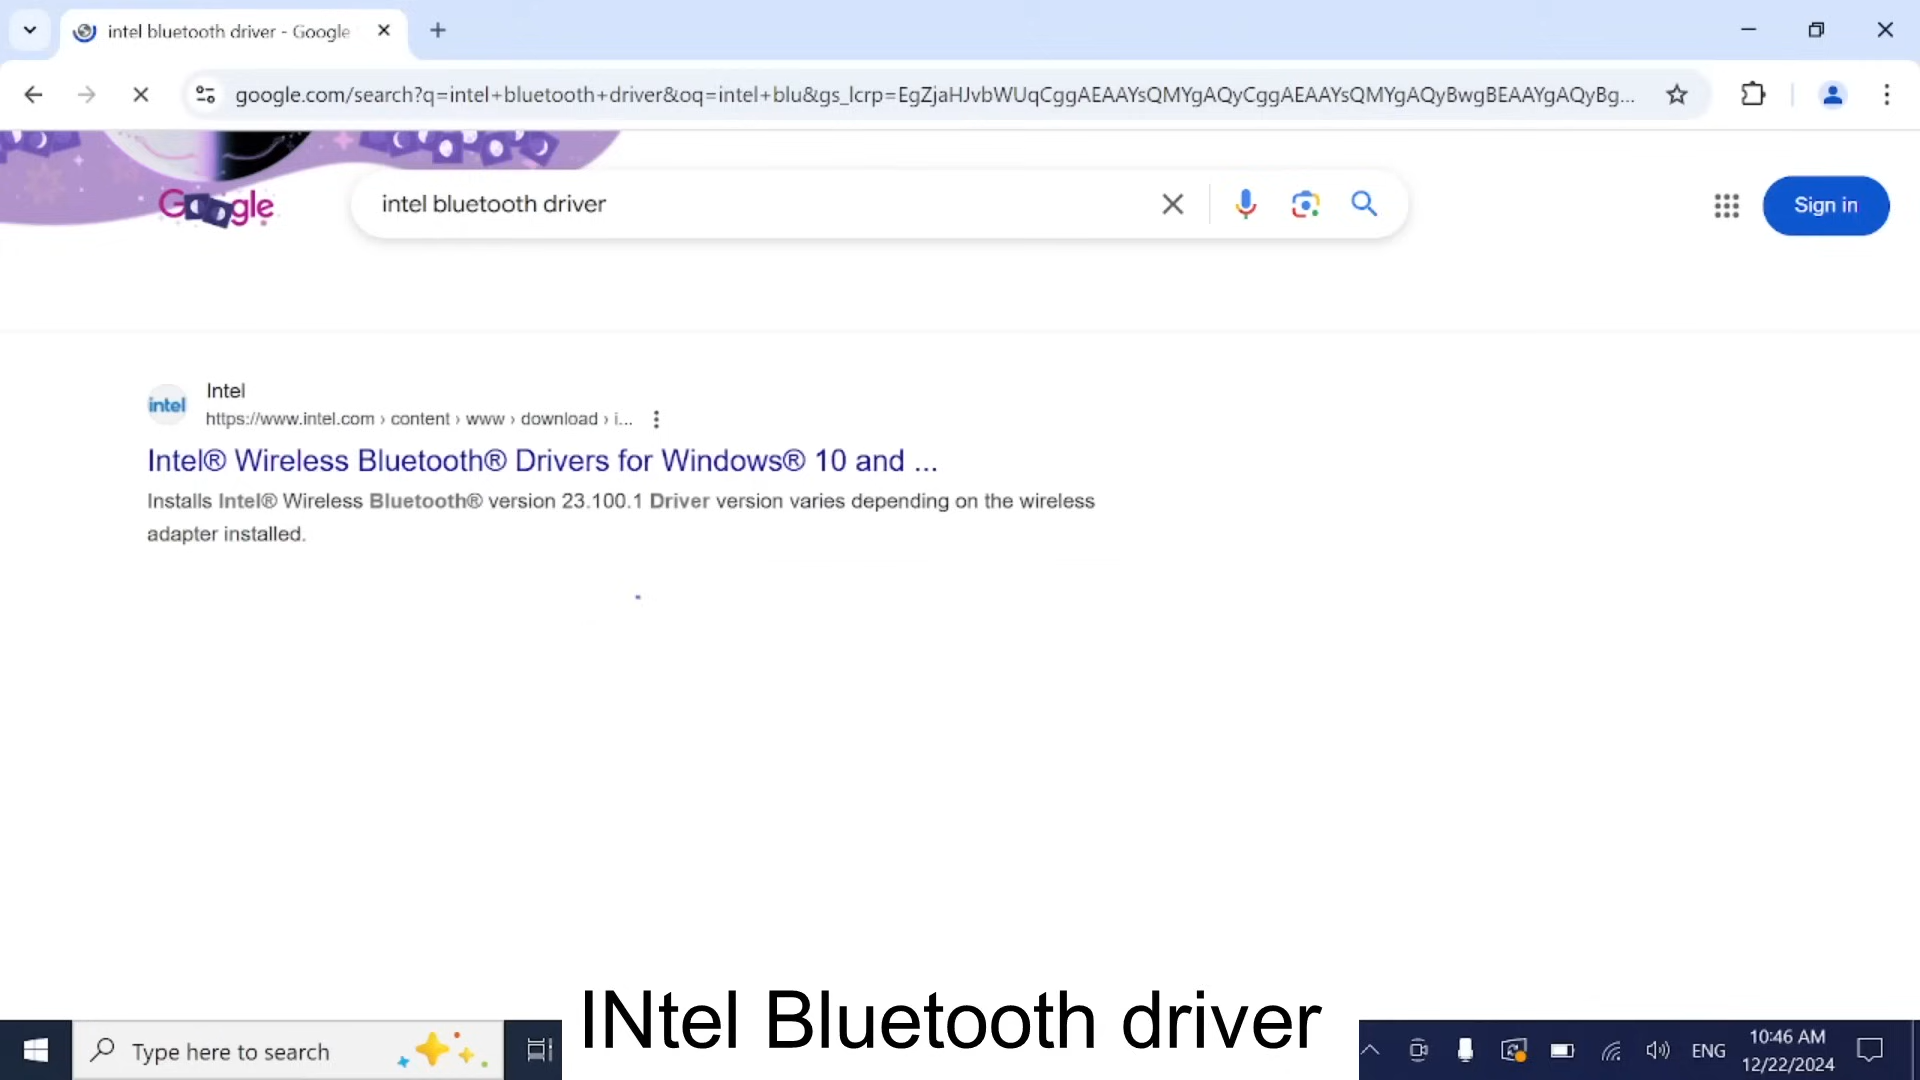 intel bluetooth driver - Google
google.com/search?q=intel+bluetooth+driver&oq=intel+blu&gs_lcrp=EgZjaHJvbWUqCggAEAAYsQMYgAQyCggAEAAYsQMYgAQyBwgBEAAYgAQyBg...
Google
intel bluetooth driver
Sign in
intel
Intel
https://www.intel.com › content › www › download › i...
Intel® Wireless Bluetooth® Drivers for Windows® 10 and ...
Installs Intel® Wireless Bluetooth® version 23.100.1 Driver version varies depending on the wireless
adapter installed.
INtel Bluetooth driver
Type here to search
ENG
10:46 AM
12/22/2024